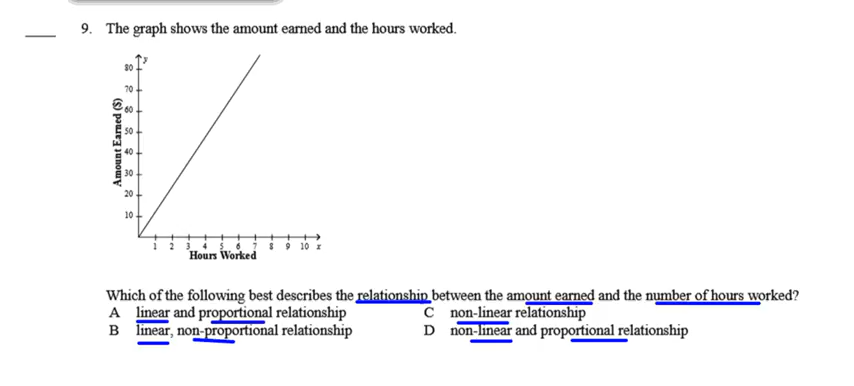 9. The graph shows the amount earned and the hours worked.
y
80
70
60
50
40
30
20
10
Amount Earned ($)
1 2 3 4 5 6 7 8 9 10 x
Hours Worked
Which of the following best describes the relationship between the amount earned and the number of hours worked?
A linear and proportional relationship C non-linear relationship
B linear, non-proportional relationship D non-linear and proportional relationship